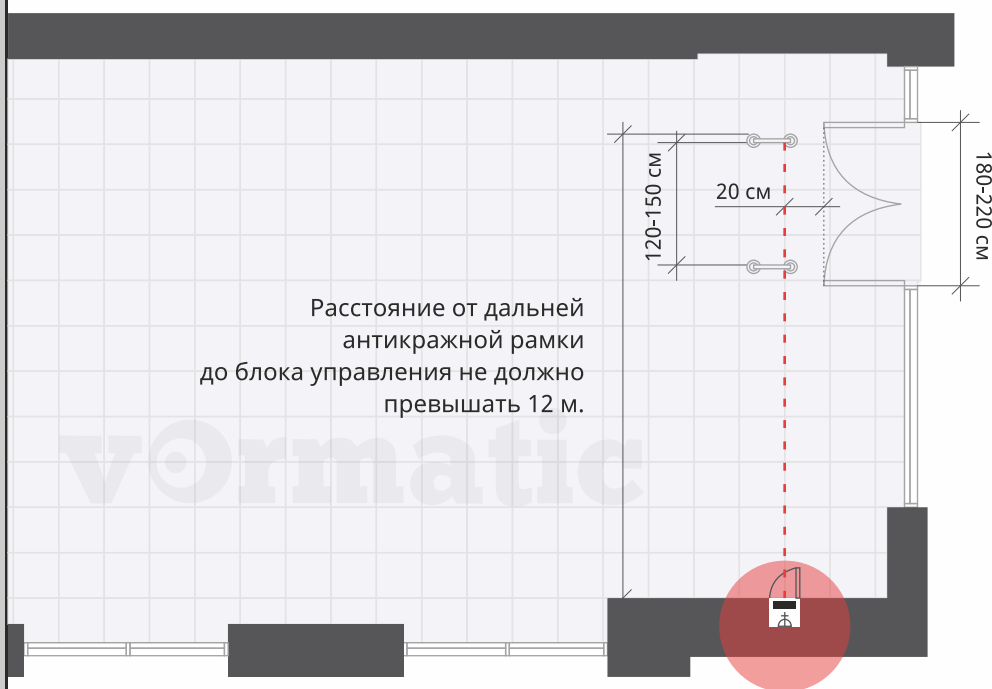 180-220 см
120-150 см
20 см
Расстояние от дальней
антикражной рамки
до блока управления не должно
превышать 12 м.
vormatic